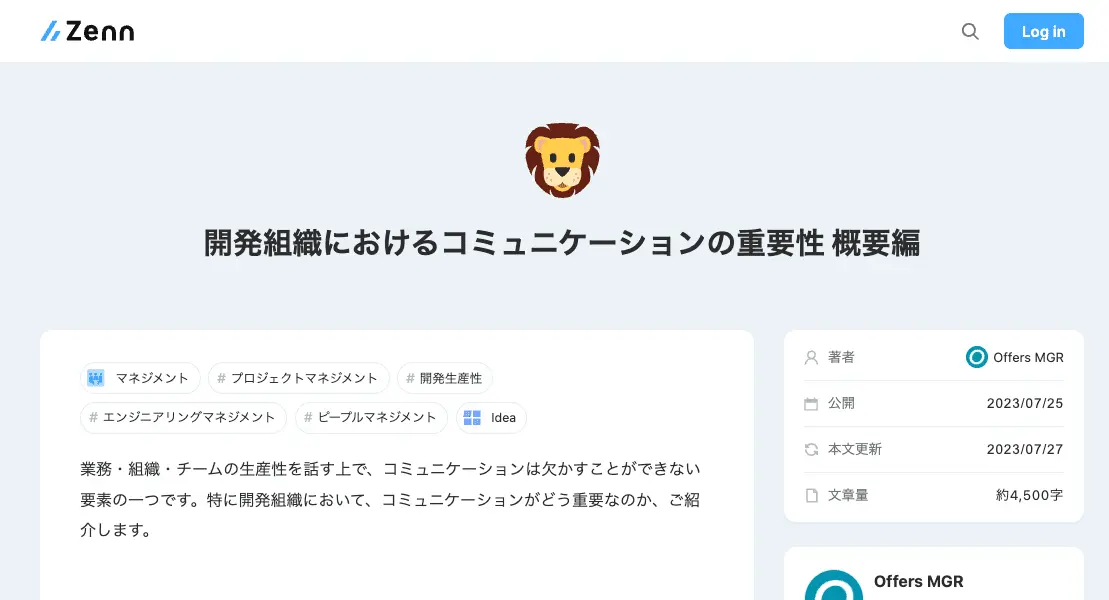 Zenn
Log in
開発組織におけるコミュニケーションの重要性 概要編
マネジメント
# プロジェクトマネジメント
# 開発生産性
# エンジニアリングマネジメント
# ピープルマネジメント
Idea
業務・組織・チームの生産性を話す上で、コミュニケーションは欠かすことができない
要素の一つです。特に開発組織において、コミュニケーションがどう重要なのか、ご紹
介します。
著者 Offers MGR
公開 2023/07/25
本文更新 2023/07/27
文章量 約4,500字
Offers MGR